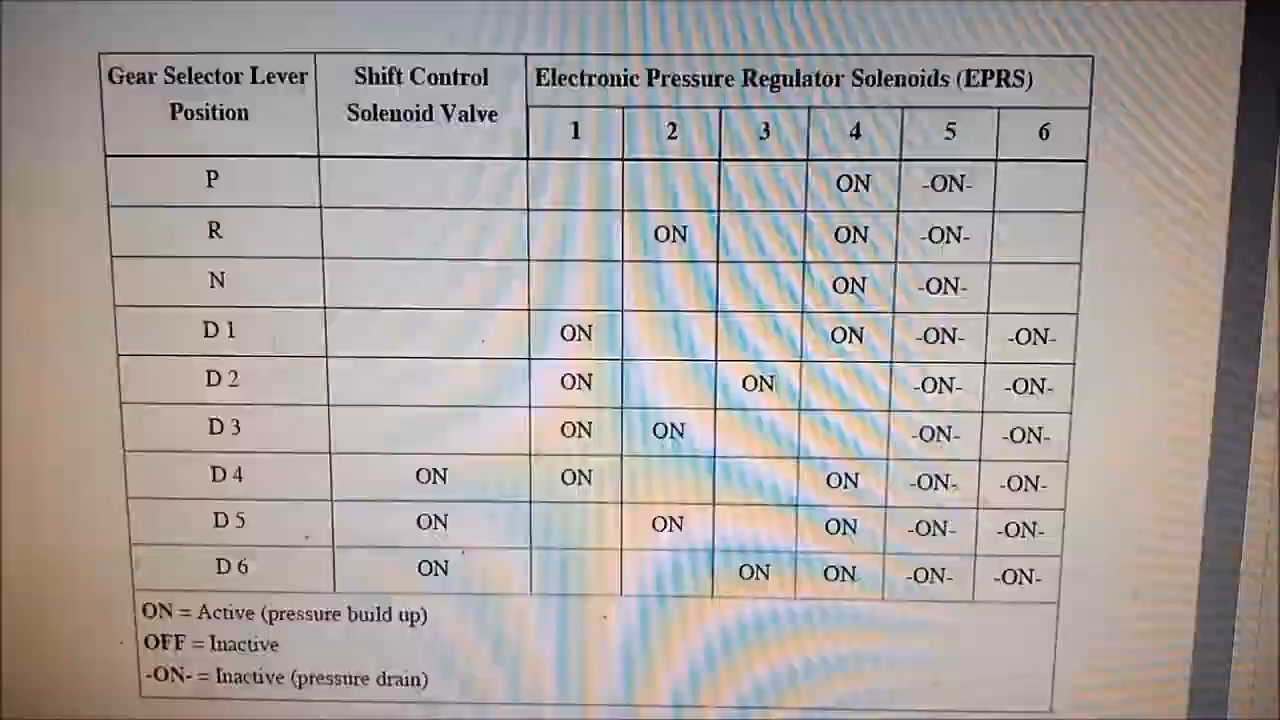 Gear Selector Lever Position Shift Control Solenoid Valve Electronic Pressure Regulator Solenoids (EPRS)
1 2 3 4 5 6
P ON -ON-
R ON ON -ON-
N ON -ON-
D 1 ON ON -ON- -ON-
D 2 ON ON -ON- -ON-
D 3 ON ON -ON- -ON-
D 4 ON ON ON -ON- -ON-
D 5 ON ON ON -ON- -ON-
D 6 ON ON ON -ON- -ON-
ON = Active (pressure build up)
OFF = Inactive
-ON- = Inactive (pressure drain)